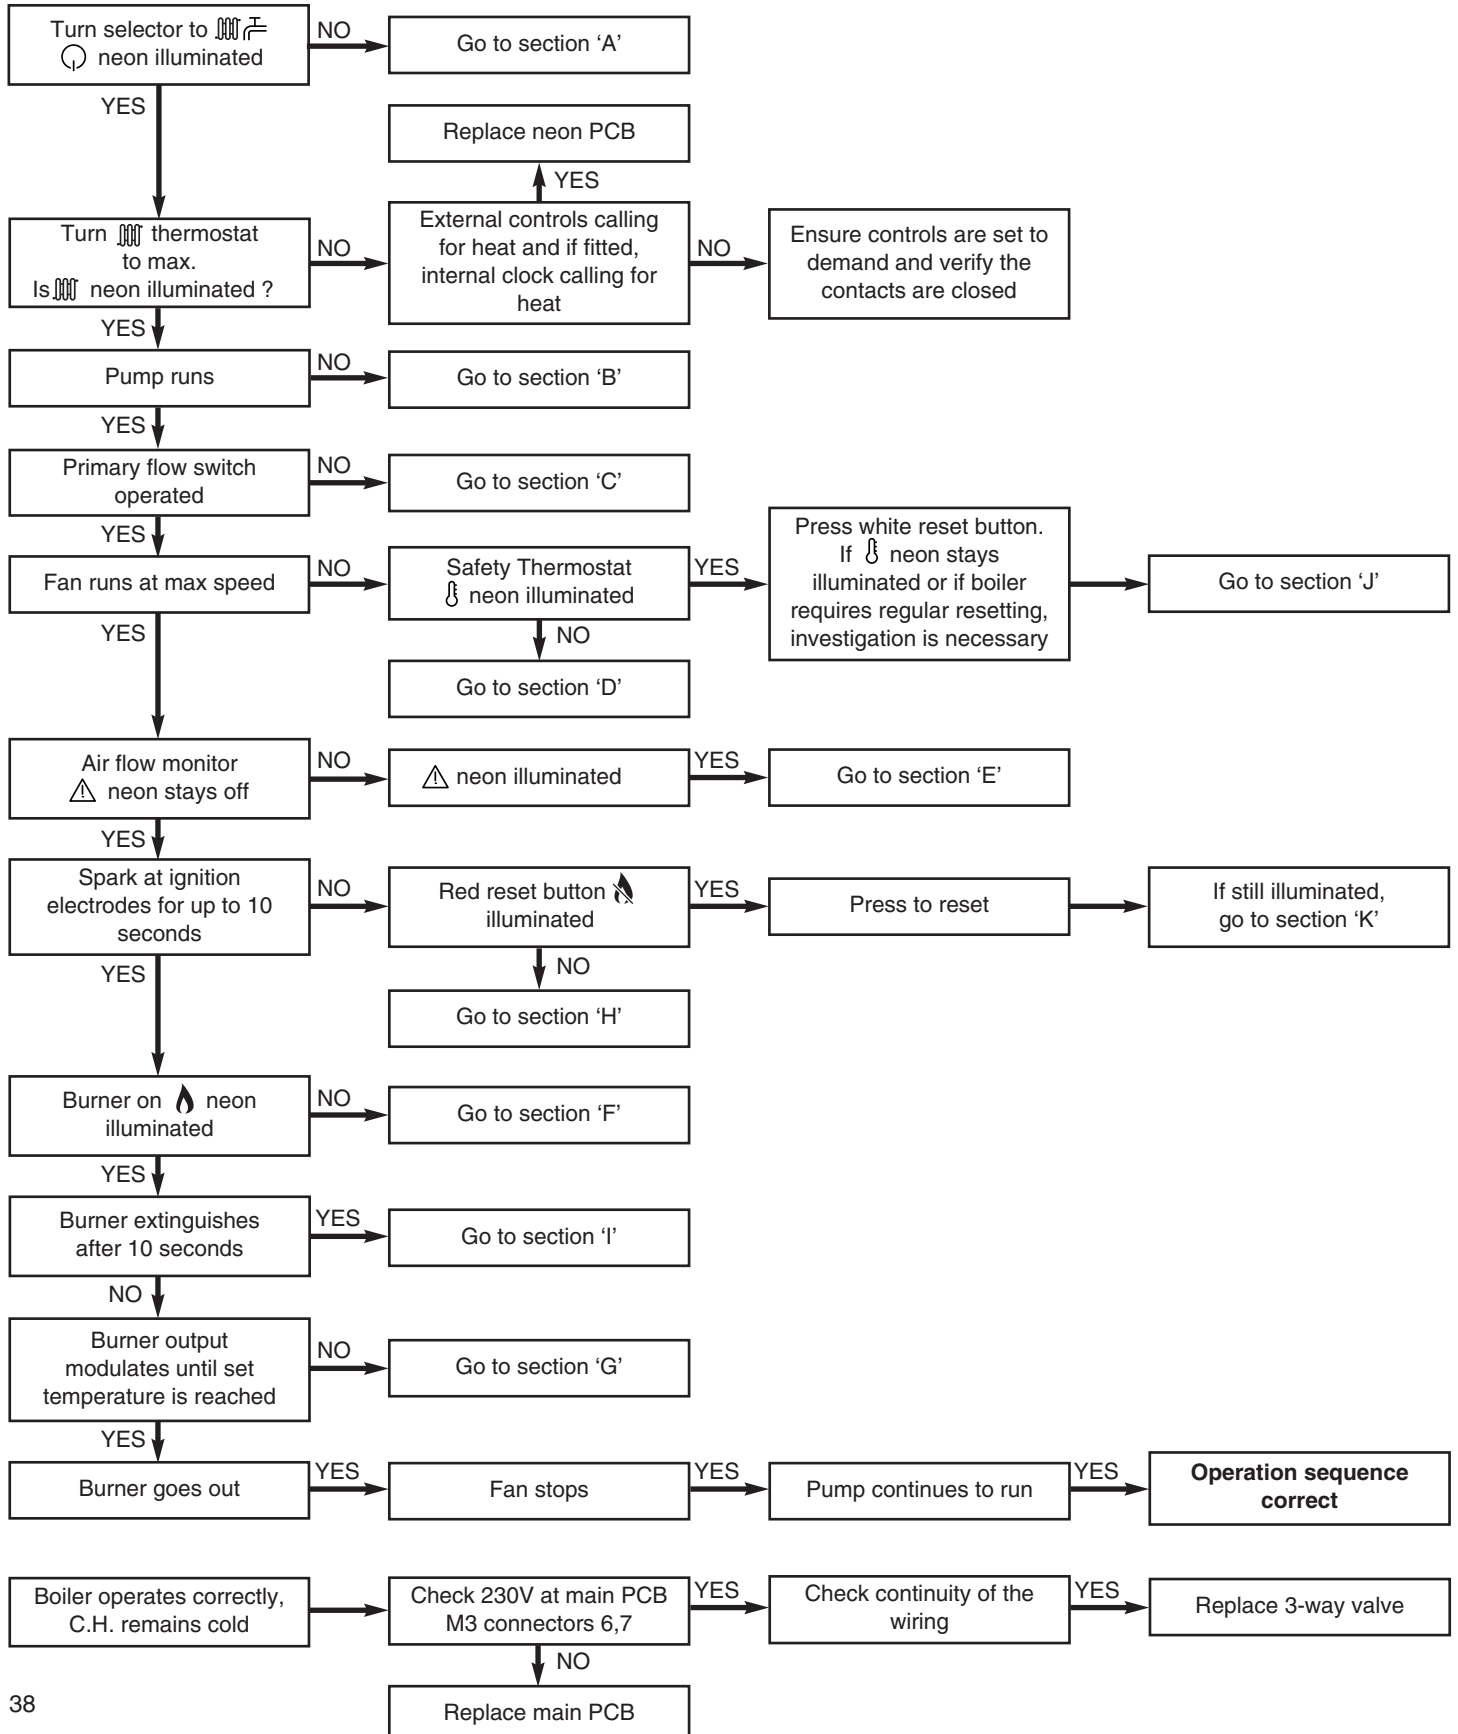 Turn selector to
neon illuminated
NO
Go to section ‘A’
YES
Replace neon PCB
YES
Turn thermostat
to max.
Is neon illuminated ?
NO
External controls calling
for heat and if fitted,
internal clock calling for
heat
NO
Ensure controls are set to
demand and verify the
contacts are closed
YES
Pump runs
NO
Go to section ‘B’
YES
Primary flow switch
operated
NO
Go to section ‘C’
YES
Fan runs at max speed
NO
Safety Thermostat
neon illuminated
YES
Press white reset button.
If neon stays
illuminated or if boiler
requires regular resetting,
investigation is necessary
Go to section ‘J’
NO
Go to section ‘D’
YES
Air flow monitor
neon stays off
NO
neon illuminated
YES
Go to section ‘E’
YES
Spark at ignition
electrodes for up to 10
seconds
NO
Red reset button
illuminated
YES
Press to reset
If still illuminated,
go to section ‘K’
NO
Go to section ‘H’
YES
Burner on neon
illuminated
NO
Go to section ‘F’
YES
Burner extinguishes
after 10 seconds
YES
Go to section ‘I’
NO
Burner output
modulates until set
temperature is reached
NO
Go to section ‘G’
YES
Burner goes out
YES
Fan stops
YES
Pump continues to run
YES
Operation sequence
correct
Boiler operates correctly,
C.H. remains cold
Check 230V at main PCB
M3 connectors 6,7
YES
Check continuity of the
wiring
YES
Replace 3-way valve
NO
Replace main PCB
38